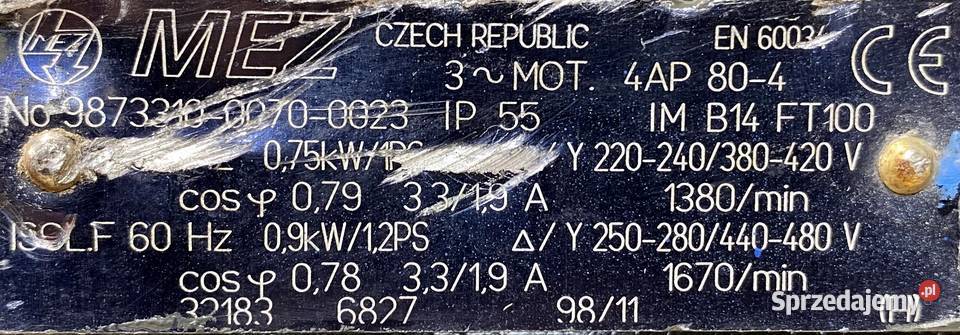 MEZ MEZ CZECH REPUBLIC EN 60034 CE
3~MOT. 4AP 80-4
No 9873310-0070-0023 IP 55 IM B14 FT100
0,75kW/1PS / Y 220-240/380-420 V
cos φ 0,79 3,3/1,9 A 1380/min
ISOL.F 60 Hz 0,9kW/1,2PS Δ/Y 250-280/440-480 V
cos φ 0,78 3,3/1,9 A 1670/min
32183 6827 98/11
Sprzedajemy.pl